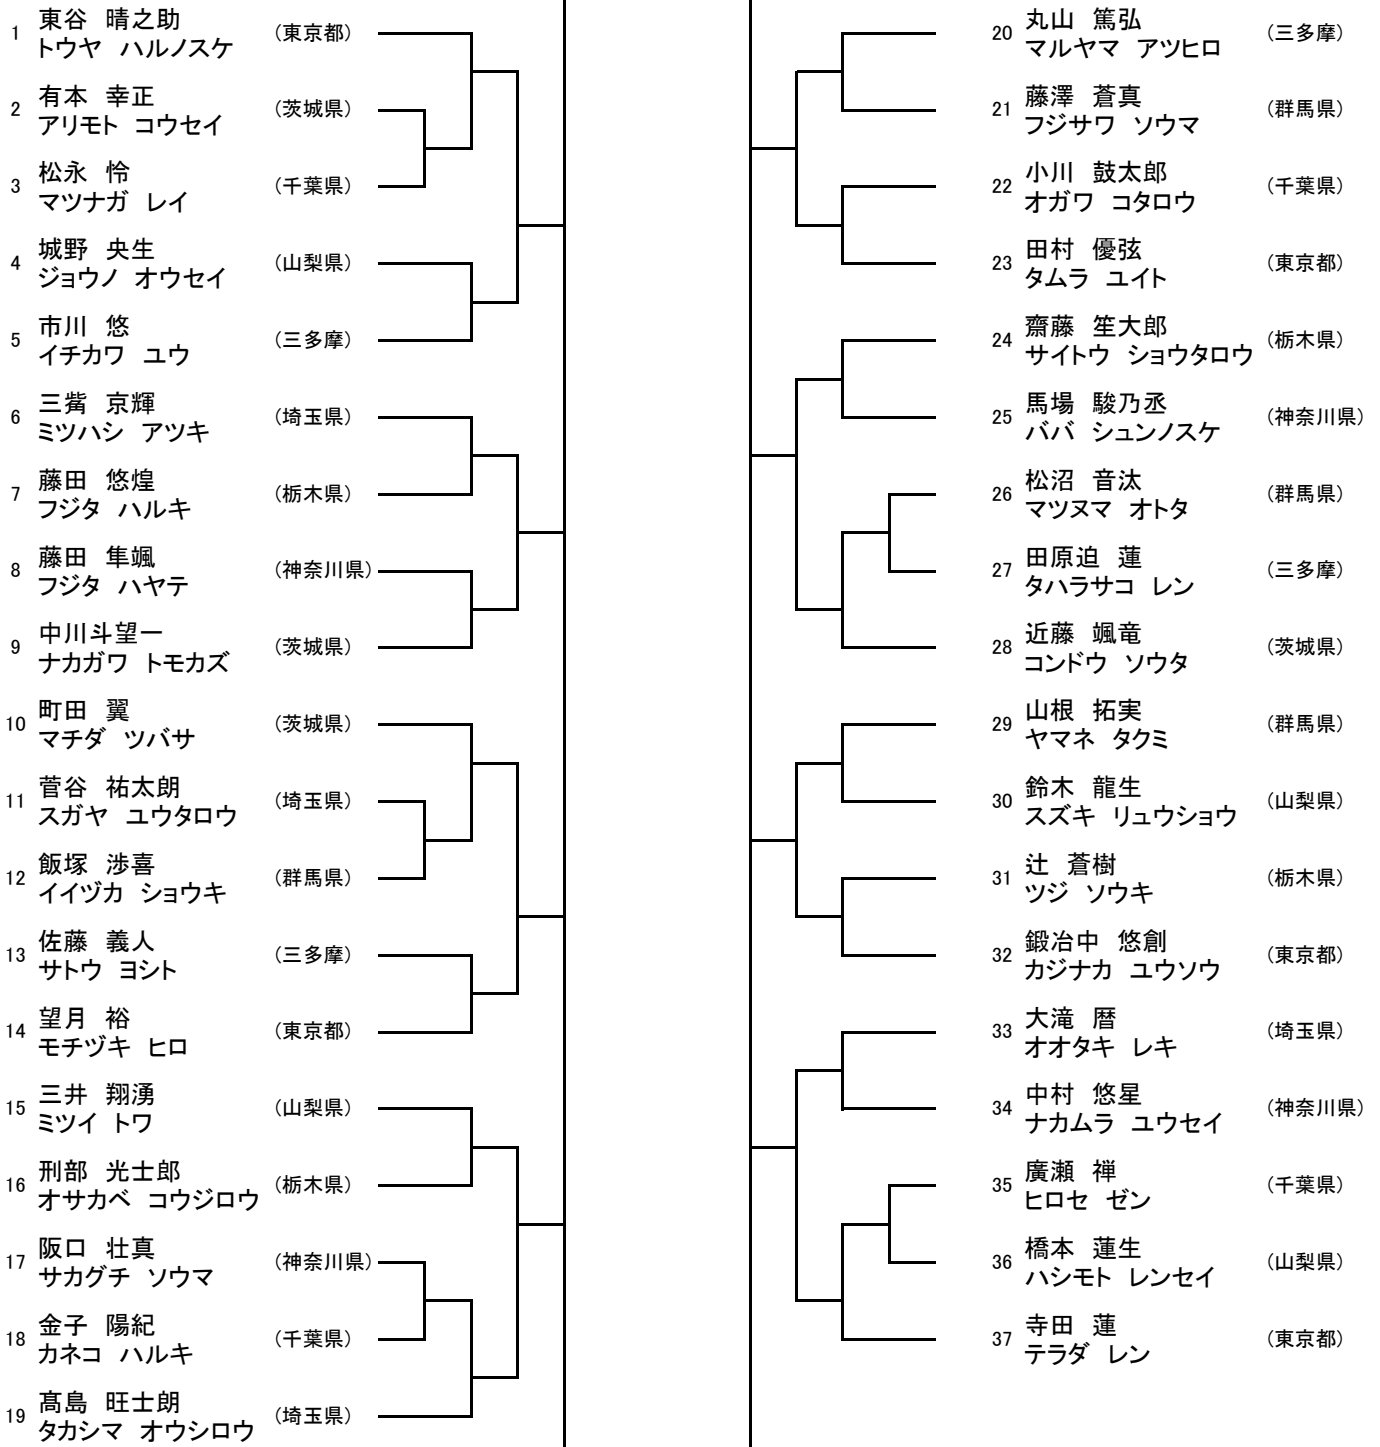 1 東谷 晴之助 (東京都)
トウヤ ハルノスケ
2 有本 幸正 (茨城県)
アリモト コウセイ
3 松永 怜 (千葉県)
マツナガ レイ
4 城野 央生 (山梨県)
ジョウノ オウセイ
5 市川 悠 (三多摩)
イチカワ ユウ
6 三觜 京輝 (埼玉県)
ミツハシ アツキ
7 藤田 悠煌 (栃木県)
フジタ ハルキ
8 藤田 隼颯 (神奈川県)
フジタ ハヤテ
9 中川斗望一 (茨城県)
ナカガワ トモカズ
10 町田 翼 (茨城県)
マチダ ツバサ
11 菅谷 祐太朗 (埼玉県)
スガヤ ユウタロウ
12 飯塚 渉喜 (群馬県)
イイヅカ ショウキ
13 佐藤 義人 (三多摩)
サトウ ヨシト
14 望月 裕 (東京都)
モチヅキ ヒロ
15 三井 翔湧 (山梨県)
ミツイ トワ
16 刑部 光士郎 (栃木県)
オサカベ コウジロウ
17 阪口 壮真 (神奈川県)
サカグチ ソウマ
18 金子 陽紀 (千葉県)
カネコ ハルキ
19 髙島 旺士朗 (埼玉県)
タカシマ オウシロウ
20 丸山 篤弘 (三多摩)
マルヤマ アツヒロ
21 藤澤 蒼真 (群馬県)
フジサワ ソウマ
22 小川 鼓太郎 (千葉県)
オガワ コタロウ
23 田村 優弦 (東京都)
タムラ ユイト
24 齋藤 笙大郎 (栃木県)
サイトウ ショウタロウ
25 馬場 駿乃丞 (神奈川県)
ババ シュンノスケ
26 松沼 音汰 (群馬県)
マツヌマ オトタ
27 田原迫 蓮 (三多摩)
タハラサコ レン
28 近藤 颯竜 (茨城県)
コンドウ ソウタ
29 山根 拓実 (群馬県)
ヤマネ タクミ
30 鈴木 龍生 (山梨県)
スズキ リュウショウ
31 辻 蒼樹 (栃木県)
ツジ ソウキ
32 鍛冶中 悠創 (東京都)
カジナカ ユウソウ
33 大滝 暦 (埼玉県)
オオタキ レキ
34 中村 悠星 (神奈川県)
ナカムラ ユウセイ
35 廣瀬 禅 (千葉県)
ヒロセ ゼン
36 橋本 蓮生 (山梨県)
ハシモト レンセイ
37 寺田 蓮 (東京都)
テラダ レン